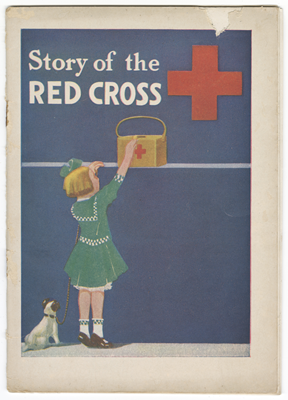 Story of the
RED CROSS